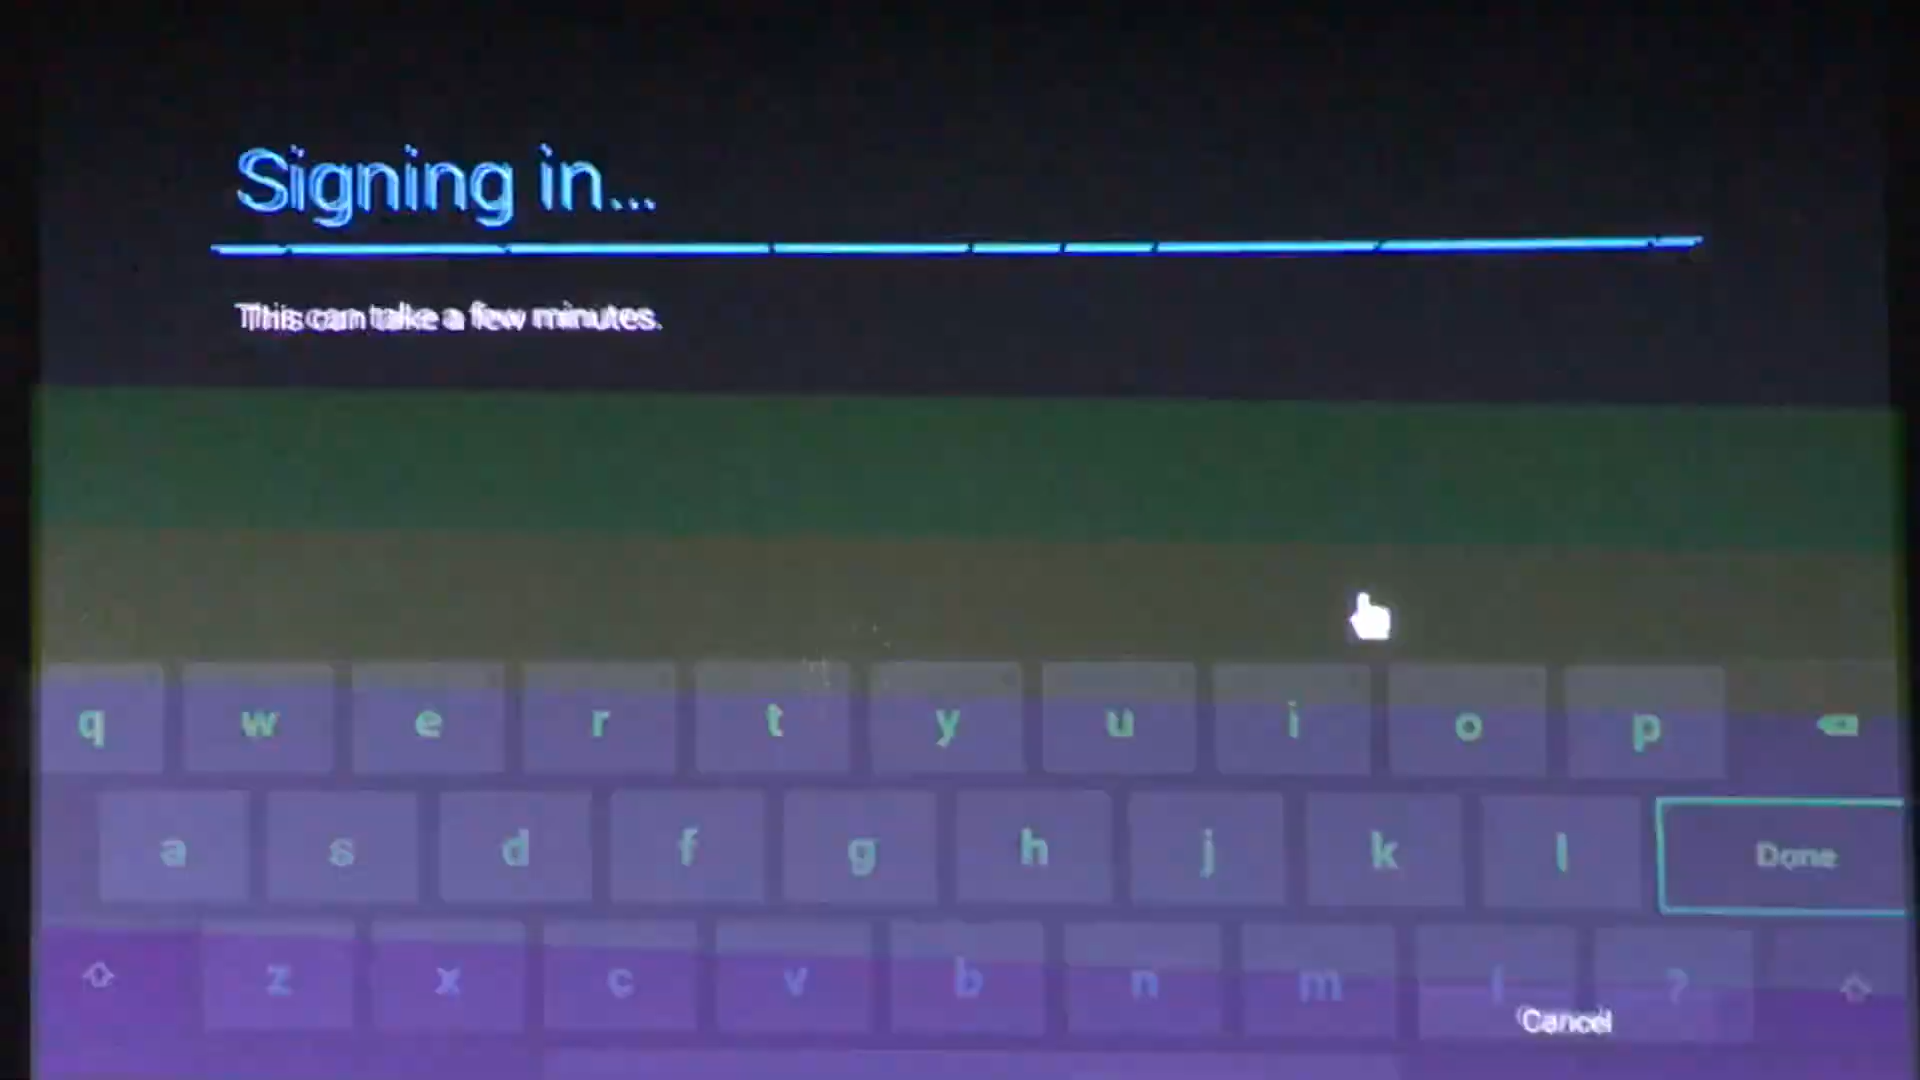 Signing in...
This can take a few minutes.
q w e r t y u i o p
a s d f g h j k l Done
z x c v b n m ! ?
Cancel